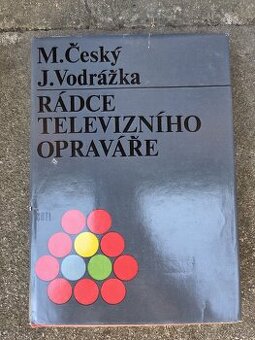 M.Český
J.Vodrážka
RÁDCE
TELEVIZNÍHO
OPRAVÁŘE